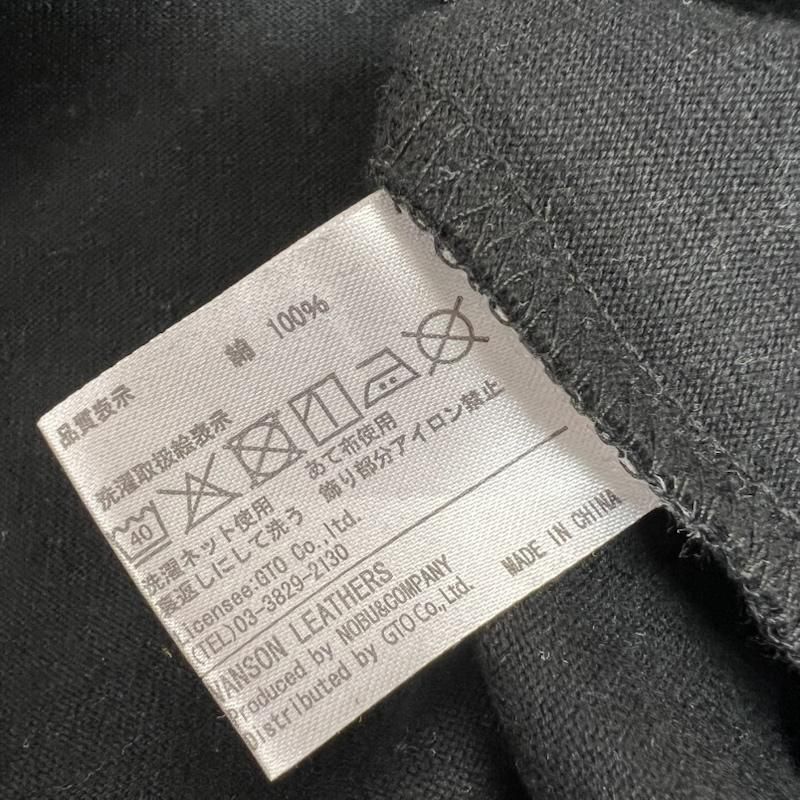 品質表示
綿 100%
洗濯取扱絵表示
40
洗濯ネット使用 あて布使用
裏返しにして洗う 飾り部分アイロン禁止
Licensee:GTO Co.,ltd.
(TEL)03-3829-2130
VANSON LEATHERS
Produced by NOBU&COMPANY
Distributed by GTO Co.,Ltd.
MADE IN CHINA